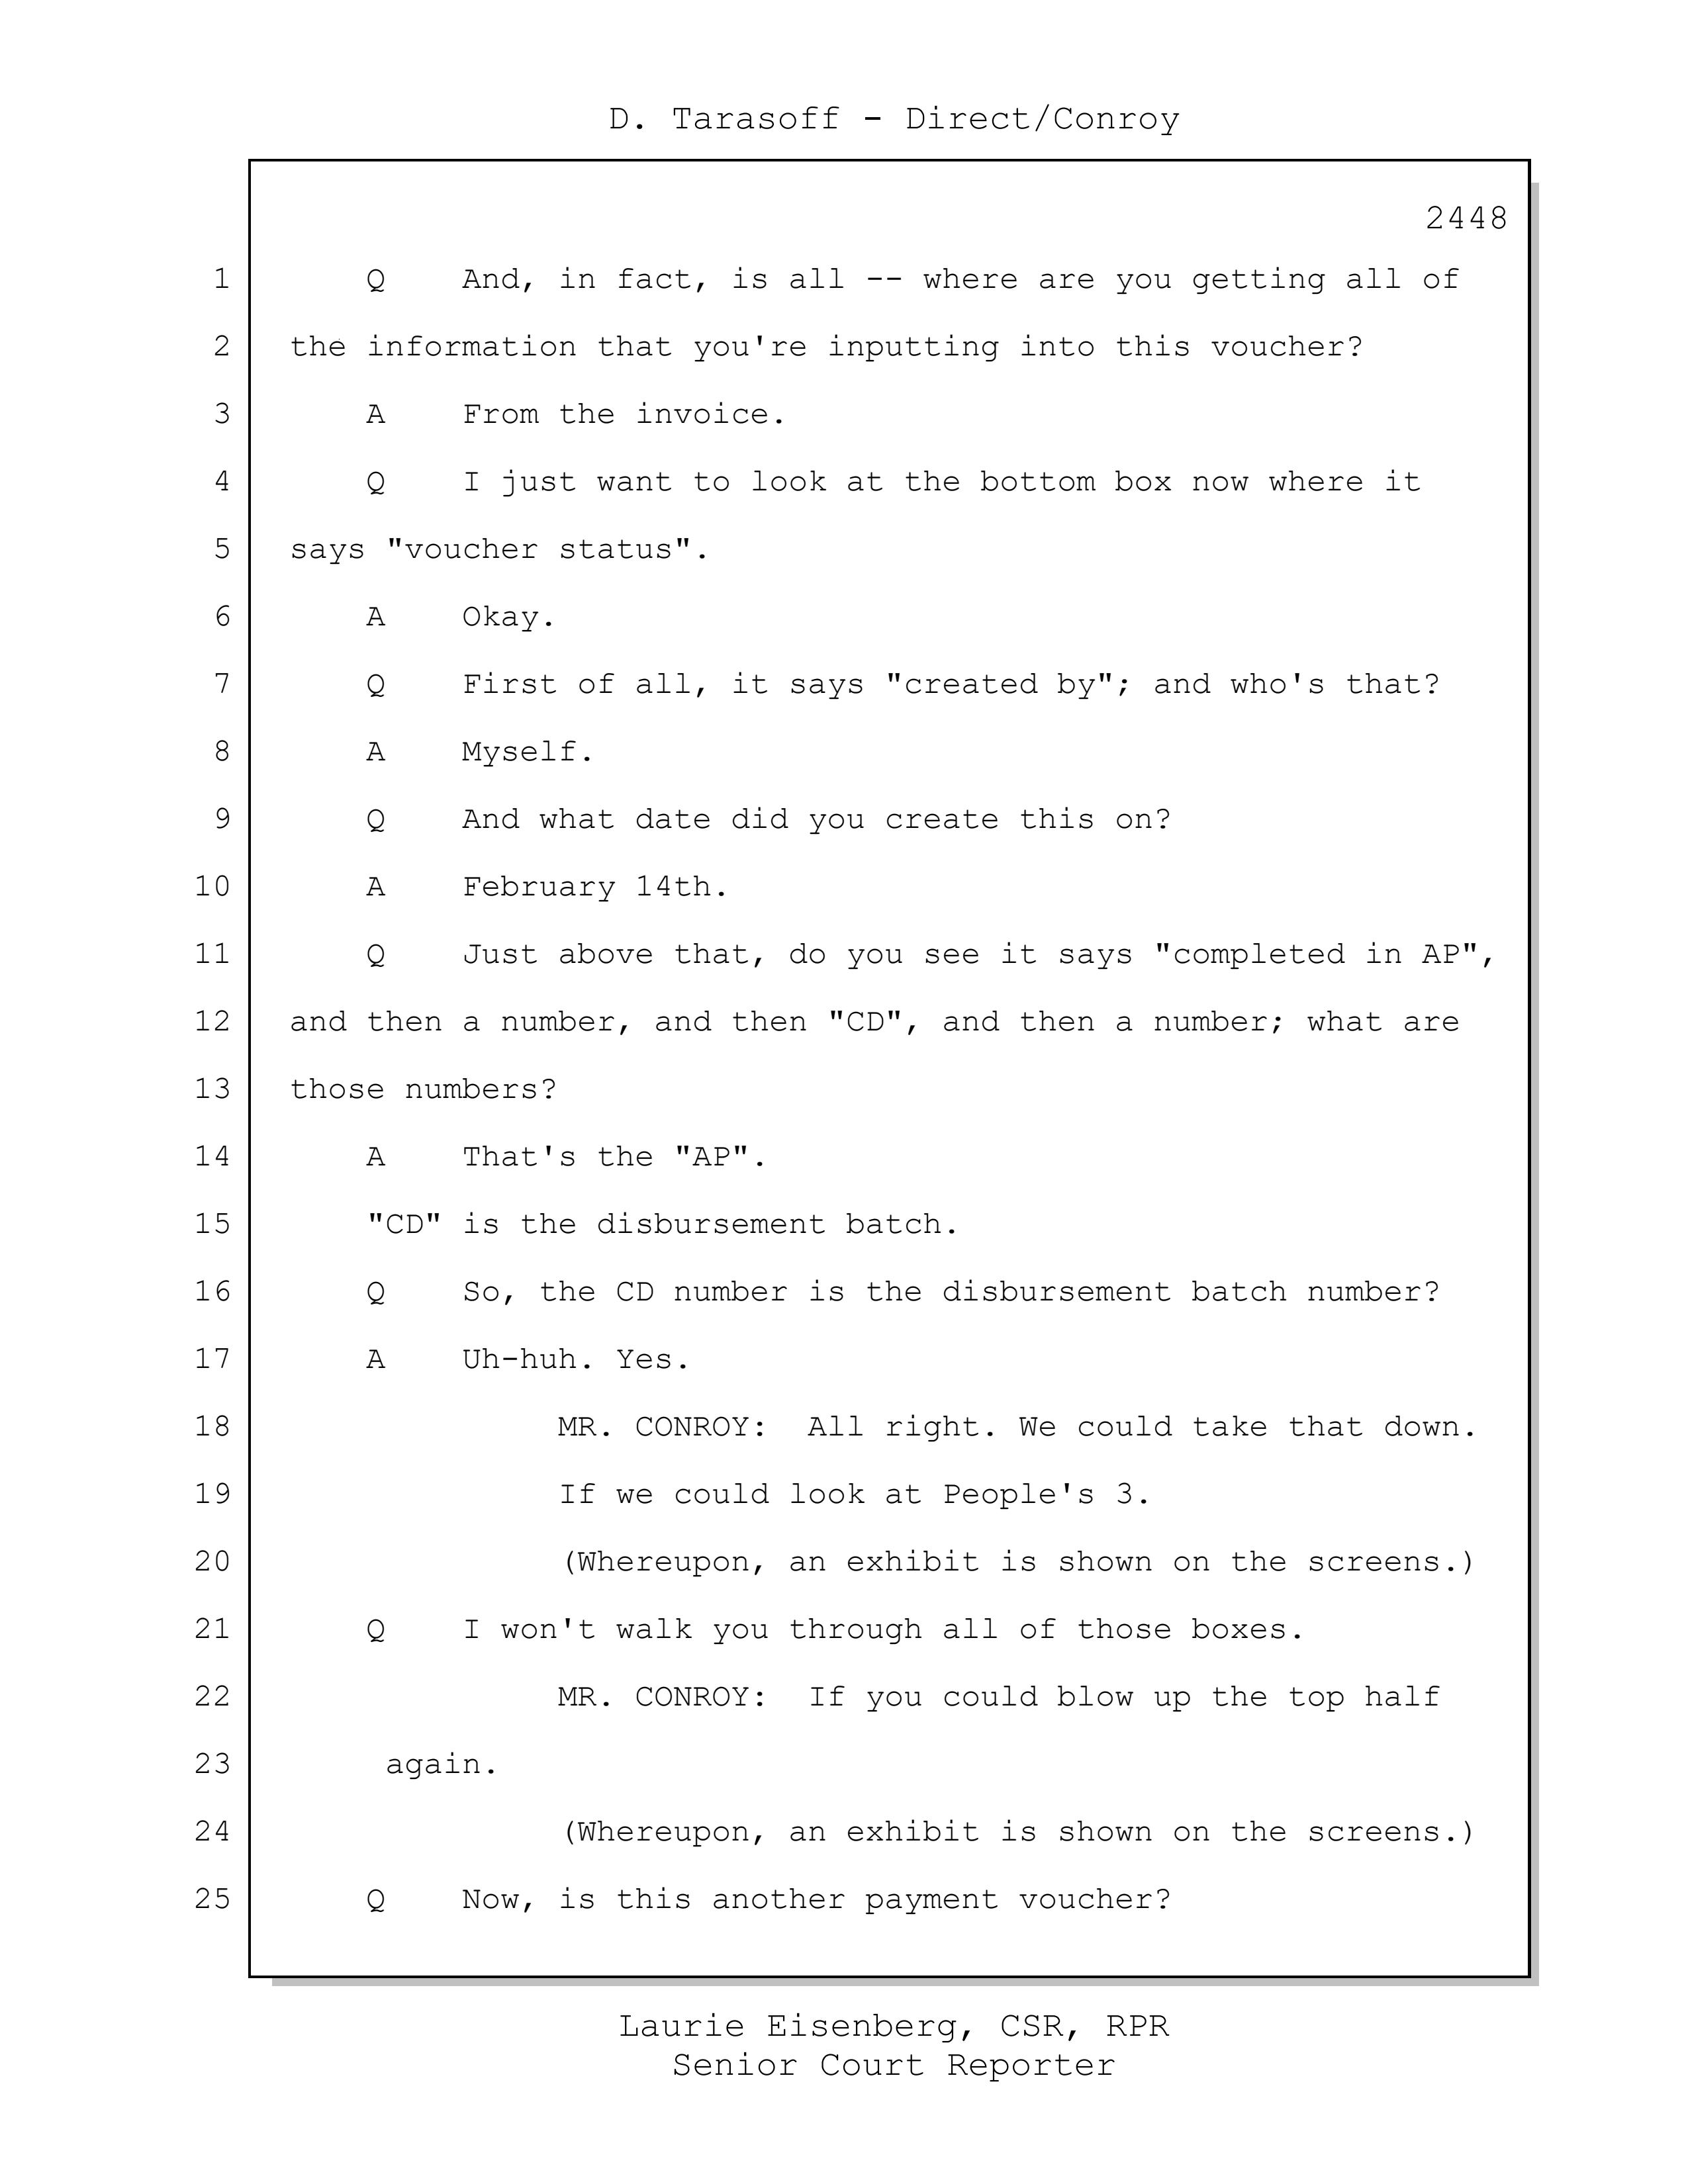 D. Tarasoff - Direct/Conroy
2448
1 Q And, in fact, is all -- where are you getting all of
2 the information that you're inputting into this voucher?
3 A From the invoice.
4 Q I just want to look at the bottom box now where it
5 says "voucher status".
6 A Okay.
7 Q First of all, it says "created by"; and who's that?
8 A Myself.
9 Q And what date did you create this on?
10 A February 14th.
11 Q Just above that, do you see it says "completed in AP",
12 and then a number, and then "CD", and then a number; what are
13 those numbers?
14 A That's the "AP".
15 "CD" is the disbursement batch.
16 Q So, the CD number is the disbursement batch number?
17 A Uh-huh. Yes.
18 MR. CONROY: All right. We could take that down.
19 If we could look at People's 3.
20 (Whereupon, an exhibit is shown on the screens.)
21 Q I won't walk you through all of those boxes.
22 MR. CONROY: If you could blow up the top half
23 again.
24 (Whereupon, an exhibit is shown on the screens.)
25 Q Now, is this another payment voucher?
Laurie Eisenberg, CSR, RPR
Senior Court Reporter